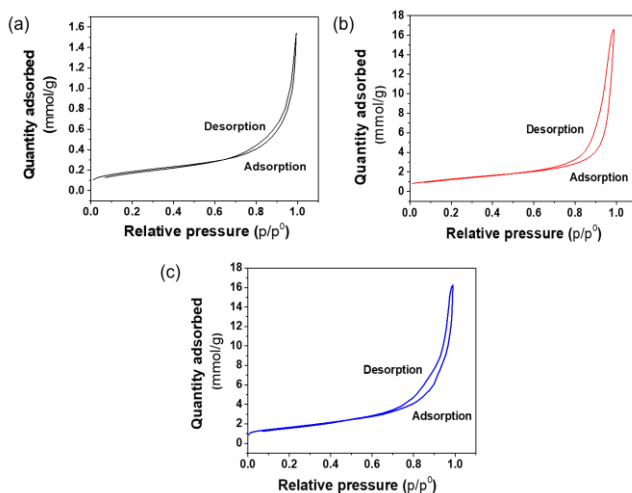 (a)
Quantity adsorbed
(mmol/g)
1.6
1.4
1.2
1.0
0.8
0.6
0.4
0.2
0.0
Desorption
Adsorption
0.0 0.2 0.4 0.6 0.8 1.0
Relative pressure (p/p⁰)
(b)
Quantity adsorbed
(mmol/g)
18
16
14
12
10
8
6
4
2
0
Desorption
Adsorption
0.0 0.2 0.4 0.6 0.8 1.0
Relative pressure (p/p⁰)
(c)
Quantity adsorbed
(mmol/g)
18
16
14
12
10
8
6
4
2
0
Desorption
Adsorption
0.0 0.2 0.4 0.6 0.8 1.0
Relative pressure (p/p⁰)